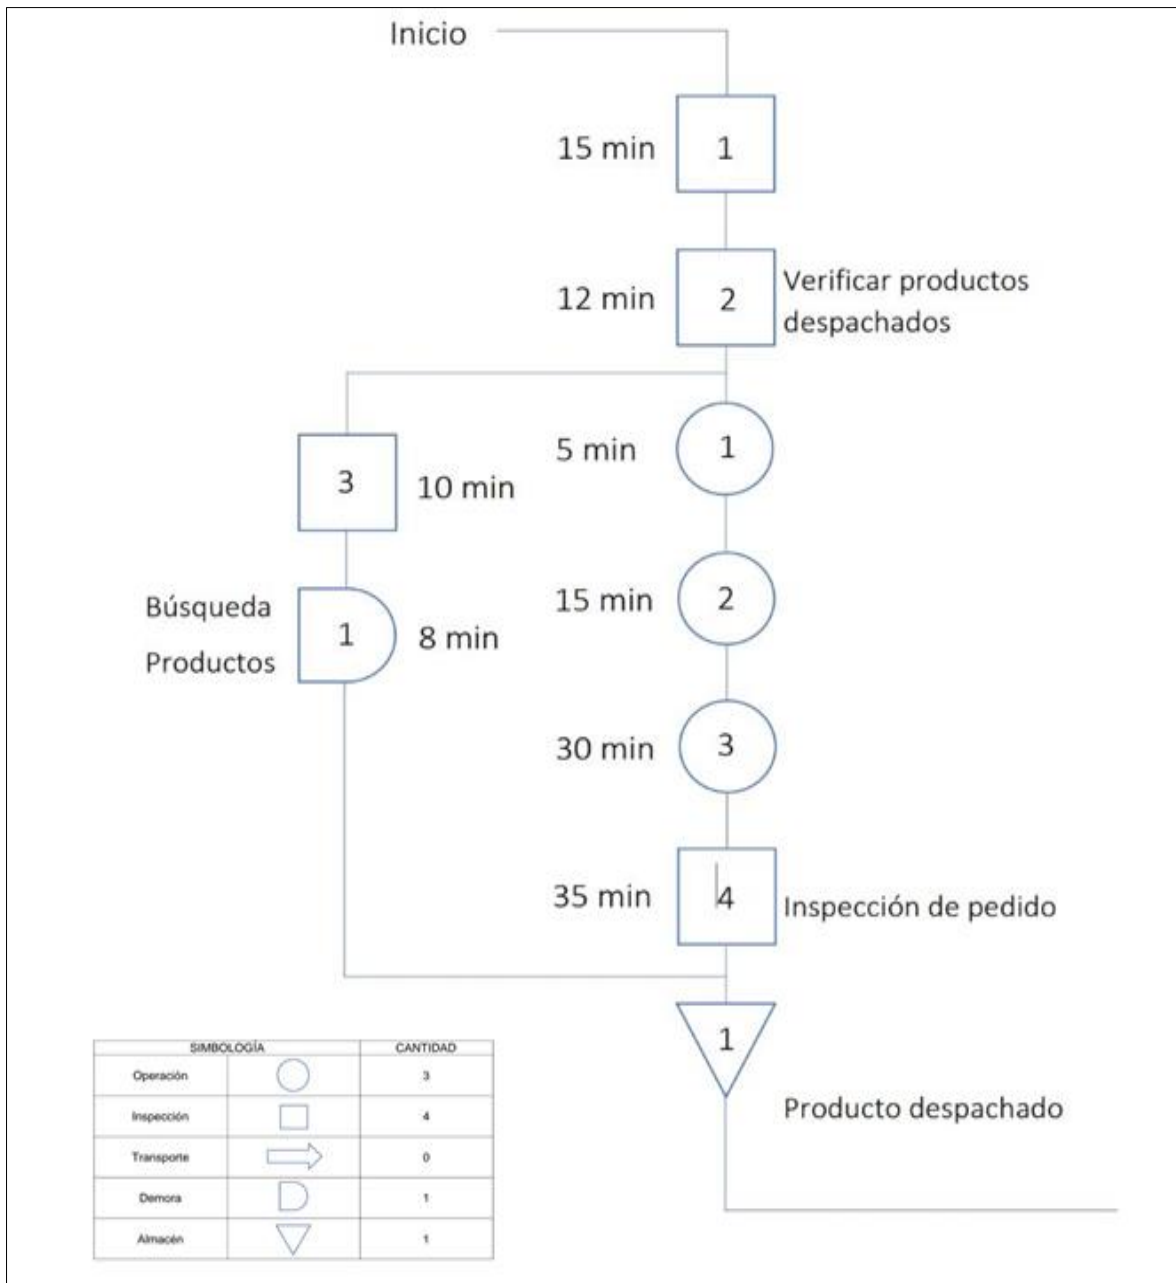 Inicio
15 min 1
12 min 2 Verificar productos
despachados
5 min 1
3 10 min
15 min 2
Búsqueda
Productos
1 8 min
30 min 3
35 min 4 Inspección de pedido
1
Producto despachado
SIMBOLOGÍA CANTIDAD
Operación 3
Inspección 4
Transporte 0
Demora 1
Almacén 1